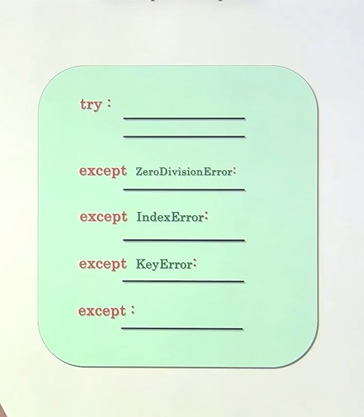 try :
except ZeroDivisionError:
except IndexError:
except KeyError:
except :